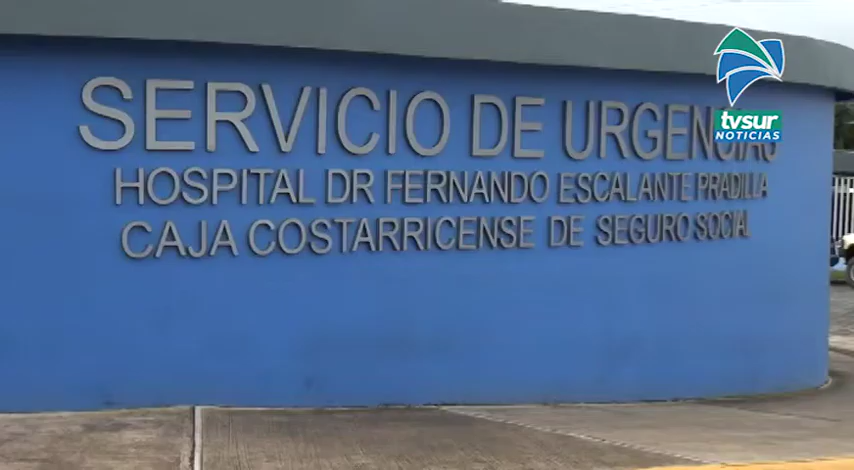 SERVICIO DE URGENCIAS
HOSPITAL DR FERNANDO ESCALANTE PRADILLA
CAJA COSTARRICENSE DE SEGURO SOCIAL
tvsur
NOTICIAS